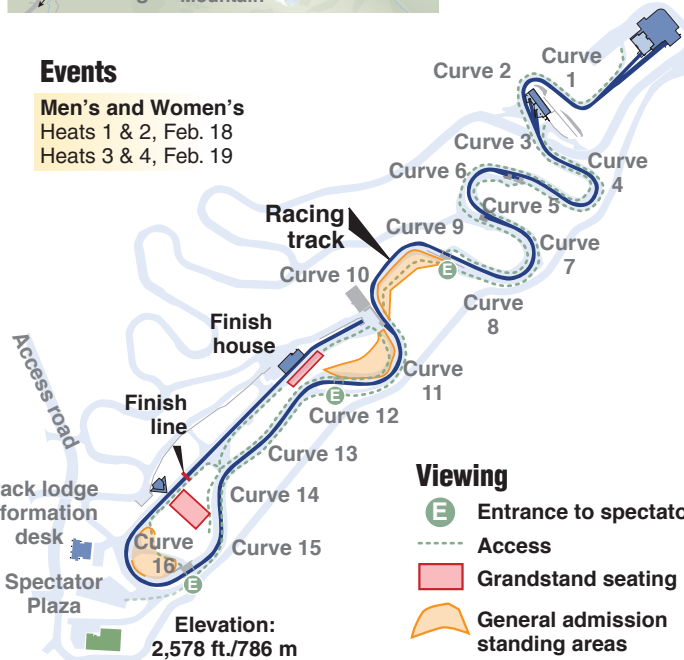 Mountain
Events
Men's and Women's
Heats 1 & 2, Feb. 18
Heats 3 & 4, Feb. 19
Curve 2
Curve
1
Curve 3
Curve
4
Curve 6
Curve 5
Racing
track
Curve 9
Curve
7
Curve 10
E
Curve
8
Finish
house
Access road
Curve
11
E
Curve 12
Finish
line
Curve 13
ack lodge
formation
desk
Curve 14
Curve
16
Curve 15
Spectator
Plaza
E
Elevation:
2,578 ft./786 m
Viewing
E Entrance to spectato
Access
Grandstand seating
General admission
standing areas